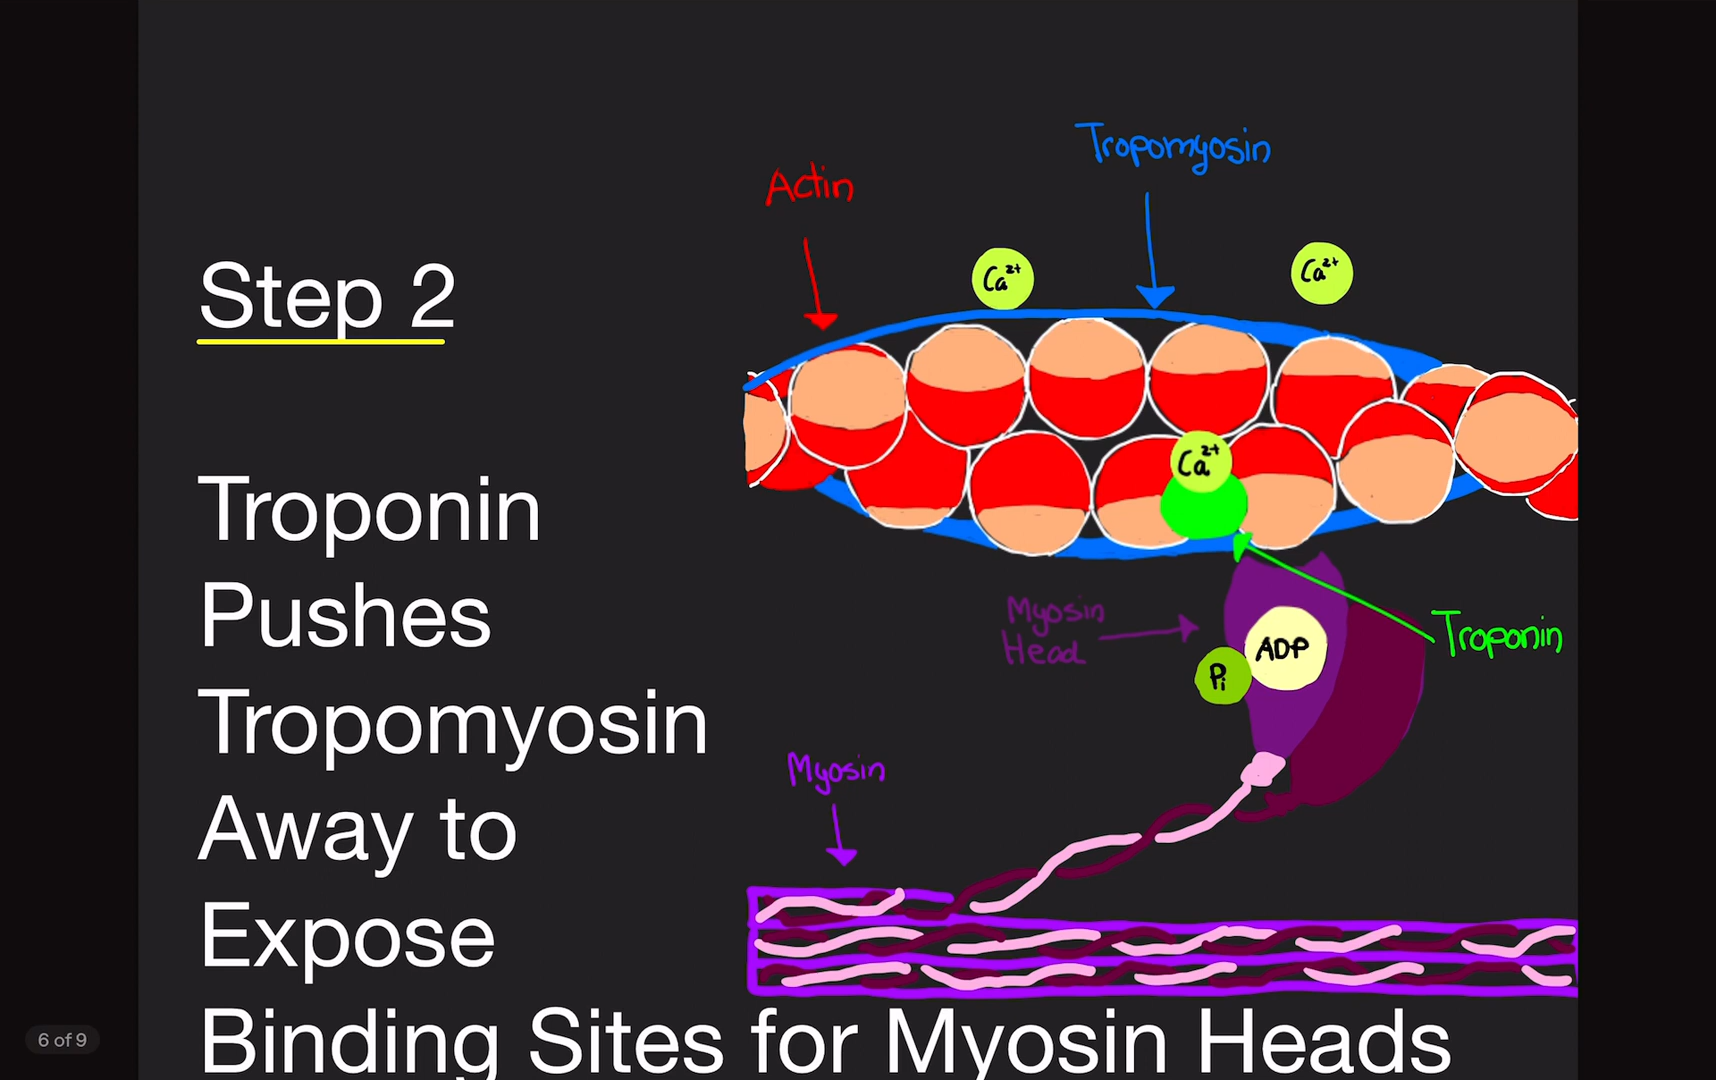 Step 2
Troponin
Pushes
Tropomyosin
Away to
Expose
Binding Sites for Myosin Heads
Actin
Tropomyosin
Ca²⁺
Ca²⁺
Ca²⁺
Myosin
Head
ADP
Pi
Troponin
Myosin
6 of 9